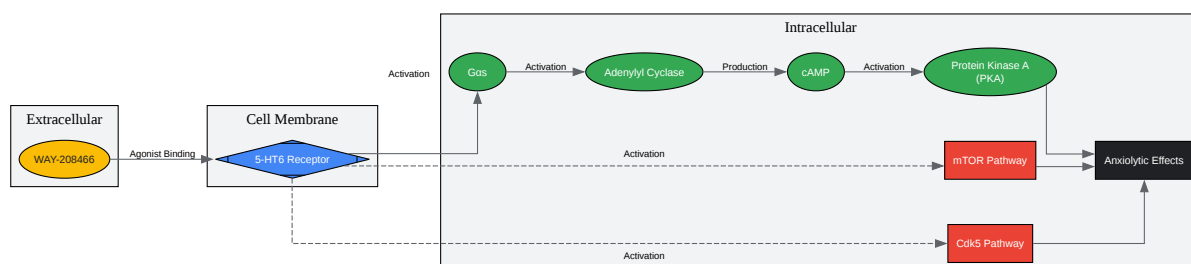 Intracellular
Activation
Gαs
Activation
Adenylyl Cyclase
Production
cAMP
Activation
Protein Kinase A
(PKA)
Extracellular
WAY-208466
Agonist Binding
Cell Membrane
5-HT6 Receptor
Activation
mTOR Pathway
Anxiolytic Effects
Activation
Cdk5 Pathway